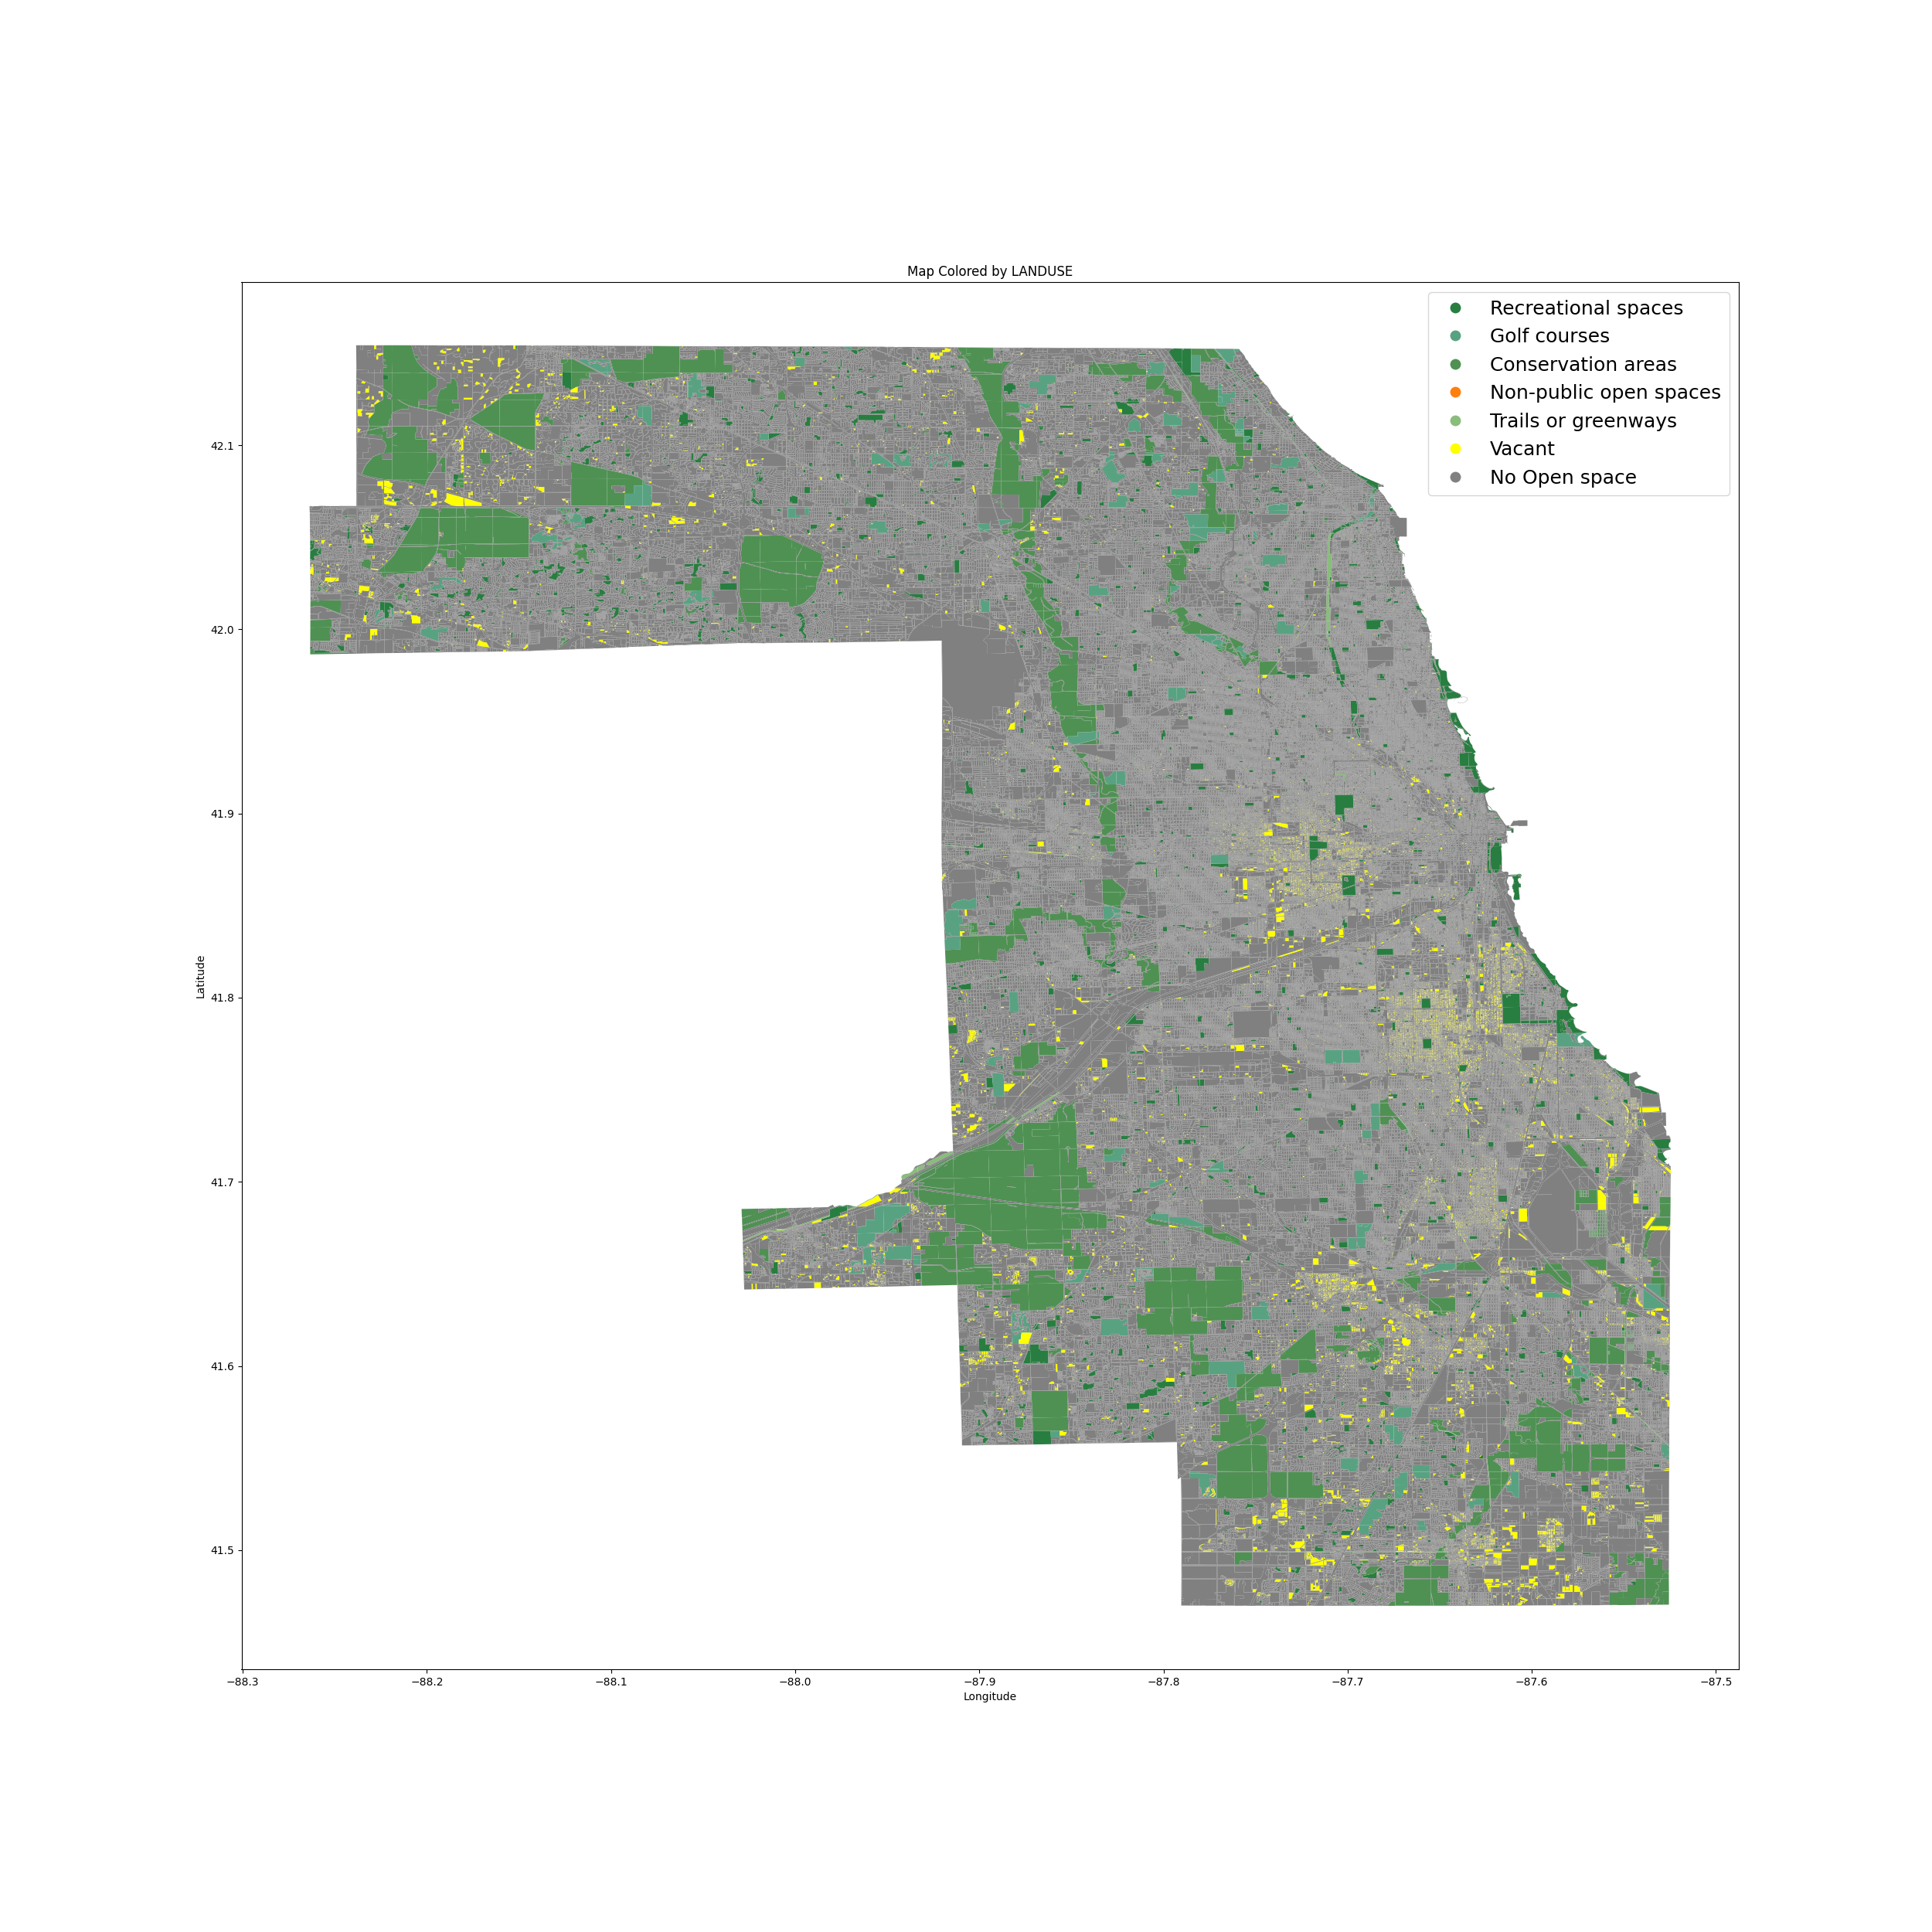 Map Colored by LANDUSE
Recreational spaces
Golf courses
Conservation areas
Non-public open spaces
Trails or greenways
Vacant
No Open space
42.1
42.0
41.9
41.8
41.7
41.6
41.5
Latitude
−88.3
−88.2
−88.1
−88.0
−87.9
−87.8
−87.7
−87.6
−87.5
Longitude